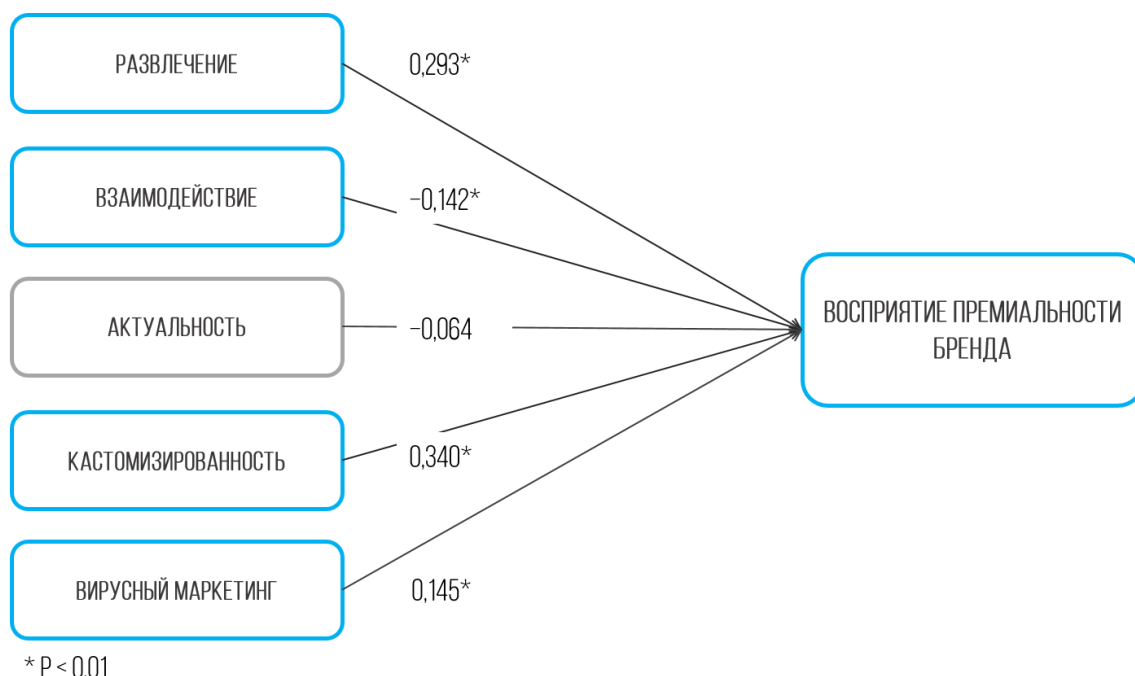 РАЗВЛЕЧЕНИЕ
0,293*
ВЗАИМОДЕЙСТВИЕ
−0,142*
АКТУАЛЬНОСТЬ
−0,064
ВОСПРИЯТИЕ ПРЕМИАЛЬНОСТИ
БРЕНДА
КАСТОМИЗИРОВАННОСТЬ
0,340*
ВИРУСНЫЙ МАРКЕТИНГ
0,145*
* P < 0.01